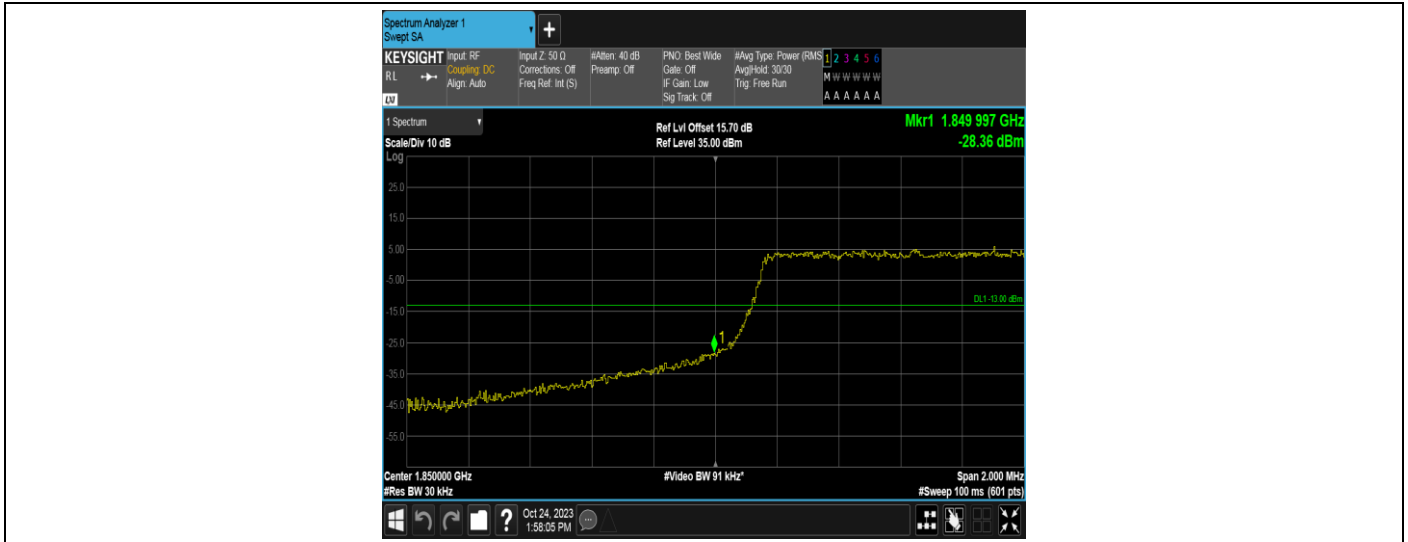 Spectrum Analyzer 1
Swept SA
+
KEYSIGHT
RL
LXI
Input: RF
Coupling: DC
Align: Auto
Input Z: 50 Ω
Corrections: Off
Freq Ref: Int (S)
#Atten: 40 dB
Preamp: Off
PNO: Best Wide
Gate: Off
IF Gain: Low
Sig Track: Off
#Avg Type: Power (RMS
Avg|Hold: 30/30
Trig: Free Run
1 2 3 4 5 6
M W W W W W
A A A A A A
1 Spectrum
Scale/Div 10 dB
Log
Ref Lvl Offset 15.70 dB
Ref Level 35.00 dBm
Mkr1 1.849 997 GHz
-28.36 dBm
25.0
15.0
5.00
-5.00
DL1 -13.00 dBm
-15.0
1
-25.0
-35.0
-45.0
-55.0
Center 1.850000 GHz
#Res BW 30 kHz
#Video BW 91 kHz*
Span 2.000 MHz
#Sweep 100 ms (601 pts)
?
Oct 24, 2023
1:58:05 PM